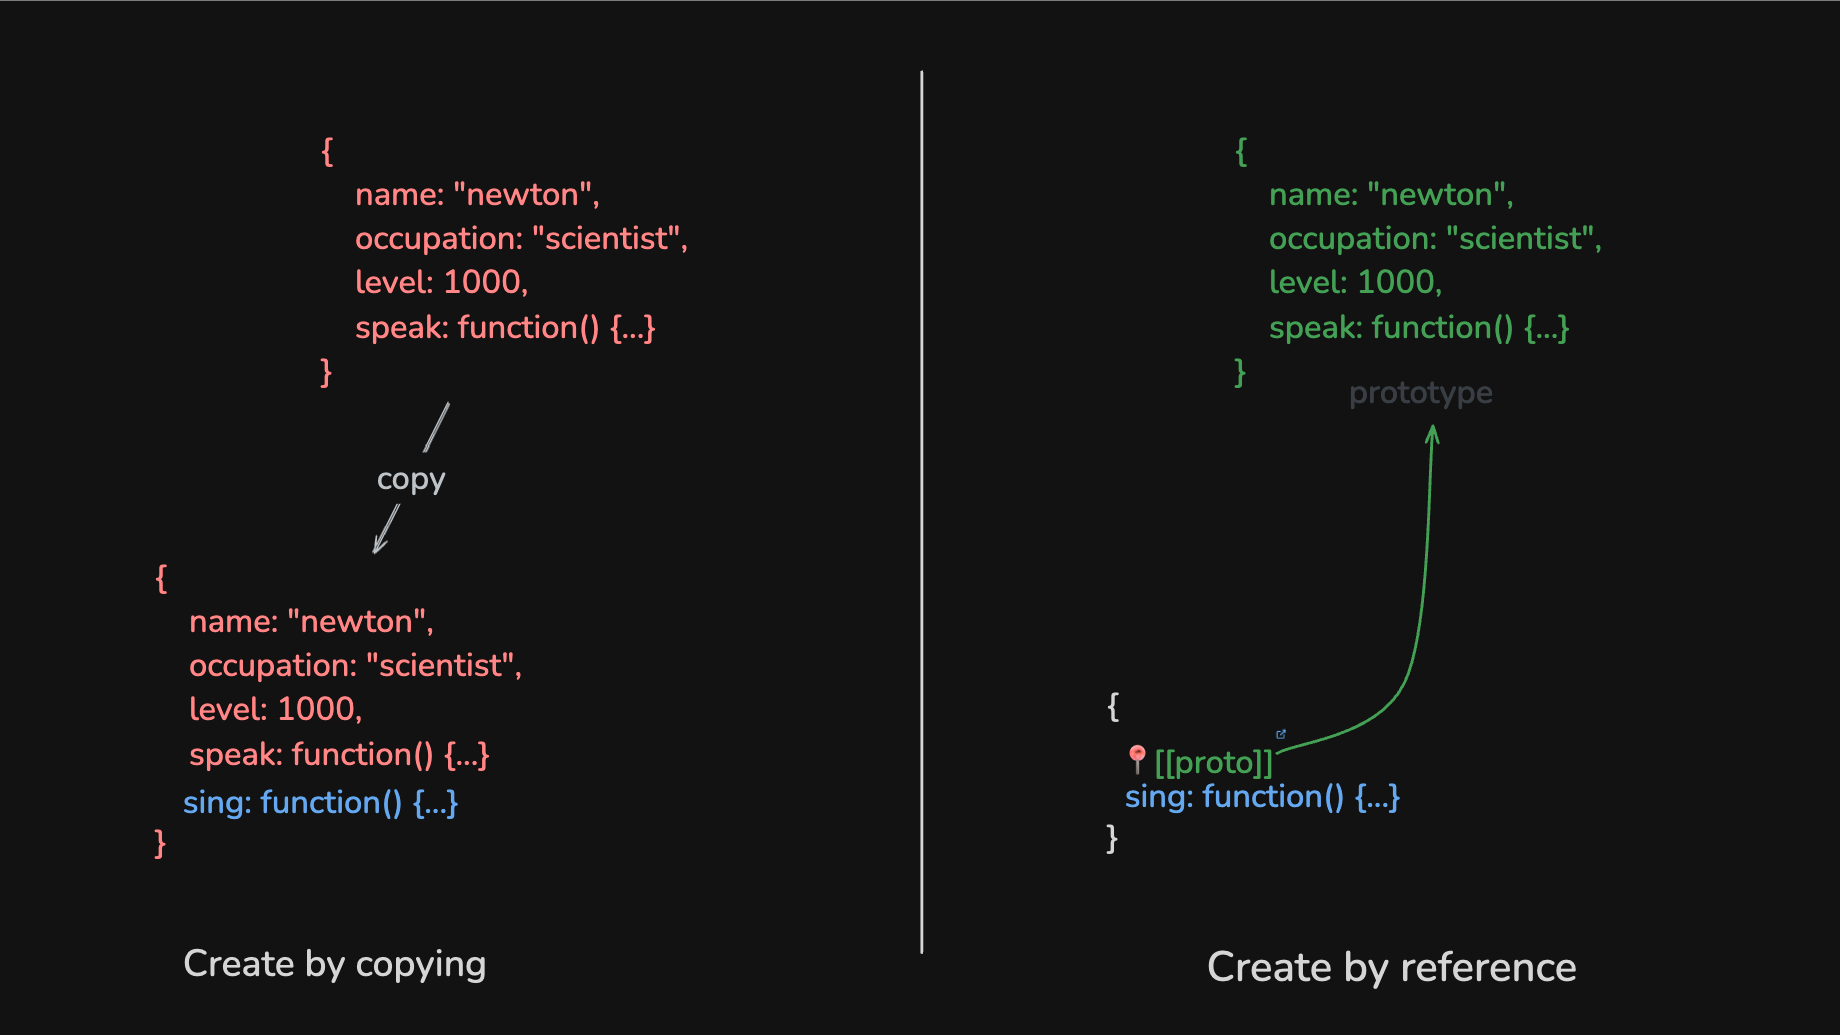 {
name: "newton",
occupation: "scientist",
level: 1000,
speak: function() {...}
}
copy
{
name: "newton",
occupation: "scientist",
level: 1000,
speak: function() {...}
sing: function() {...}
}
Create by copying
{
name: "newton",
occupation: "scientist",
level: 1000,
speak: function() {...}
}
prototype
{
[[proto]]
sing: function() {...}
}
Create by reference